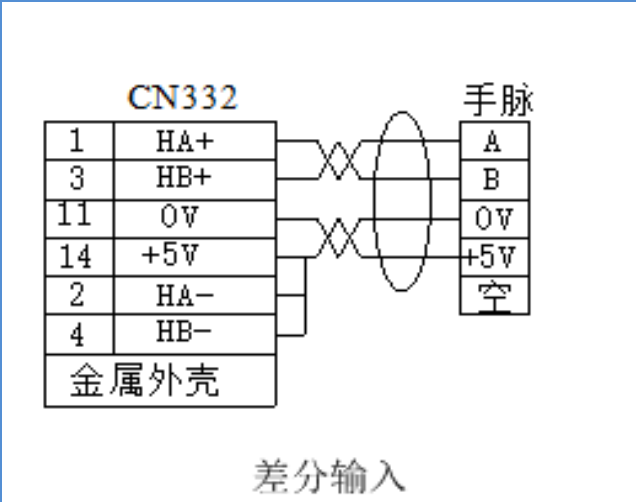 CN332 手脉
1 HA+ A
3 HB+ B
11 0V 0V
14 +5V +5V
2 HA- 空
4 HB-
金属外壳
差分输入